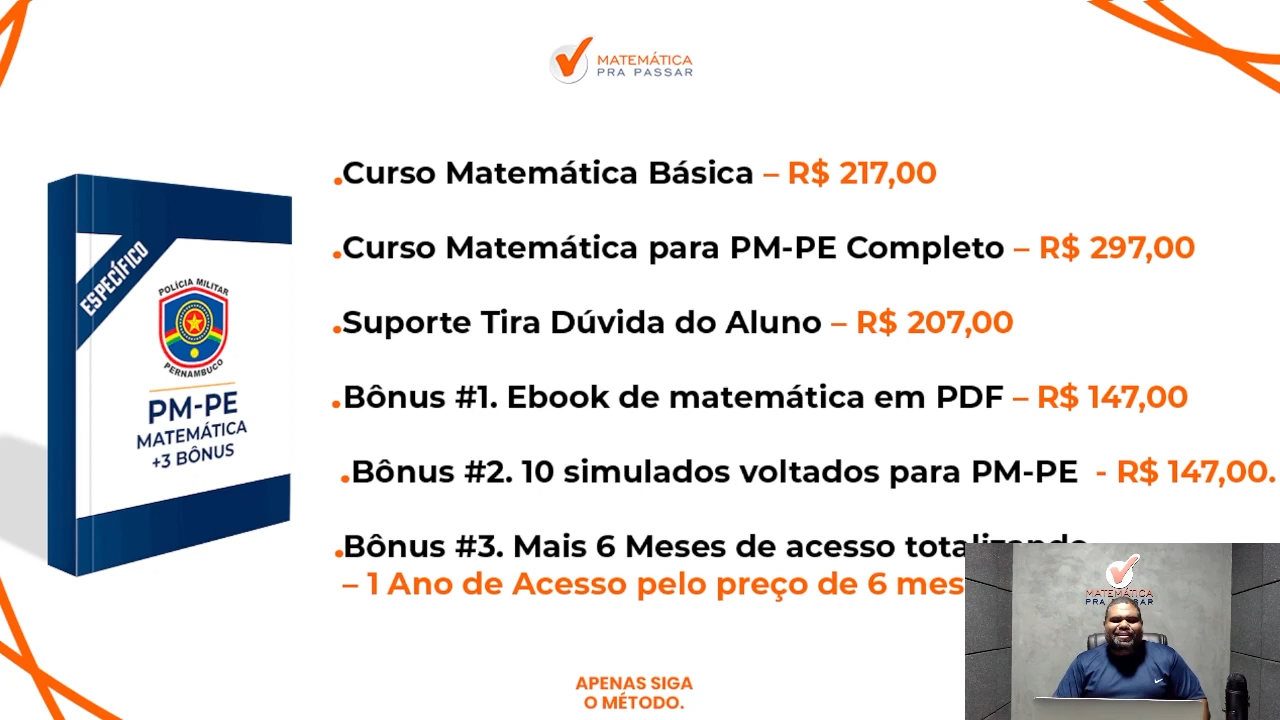 MATEMÁTICA
PRA PASSAR
.Curso Matemática Básica – R$ 217,00
.Curso Matemática para PM-PE Completo – R$ 297,00
.Suporte Tira Dúvida do Aluno – R$ 207,00
.Bônus #1. Ebook de matemática em PDF – R$ 147,00
.Bônus #2. 10 simulados voltados para PM-PE - R$ 147,00.
.Bônus #3. Mais 6 Meses de acesso totalizando
– 1 Ano de Acesso pelo preço de 6
ESPECÍFICO
POLÍCIA MILITAR
PERNAMBUCO
PM-PE
MATEMÁTICA
+3 BÔNUS
MATEMÁTICA
PRA PASSAR
APENAS SIGA
O MÉTODO.